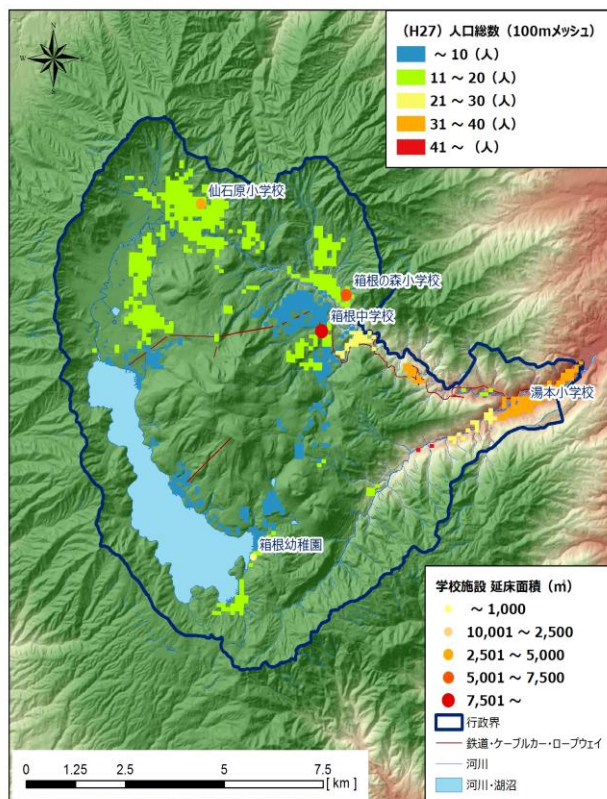 （H27）人口総数（100mメッシュ）
～10（人）
11～20（人）
21～30（人）
31～40（人）
41～（人）
N
W
E
S
仙石原小学校
箱根の森小学校
箱根中学校
湯本小学校
箱根幼稚園
学校施設 延床面積（㎡）
～1,000
10,001～2,500
2,501～5,000
5,001～7,500
7,501～
行政界
鉄道・ケーブルカー・ロープウェイ
河川
河川・湖沼
0 1.25 2.5 5 7.5
[km]